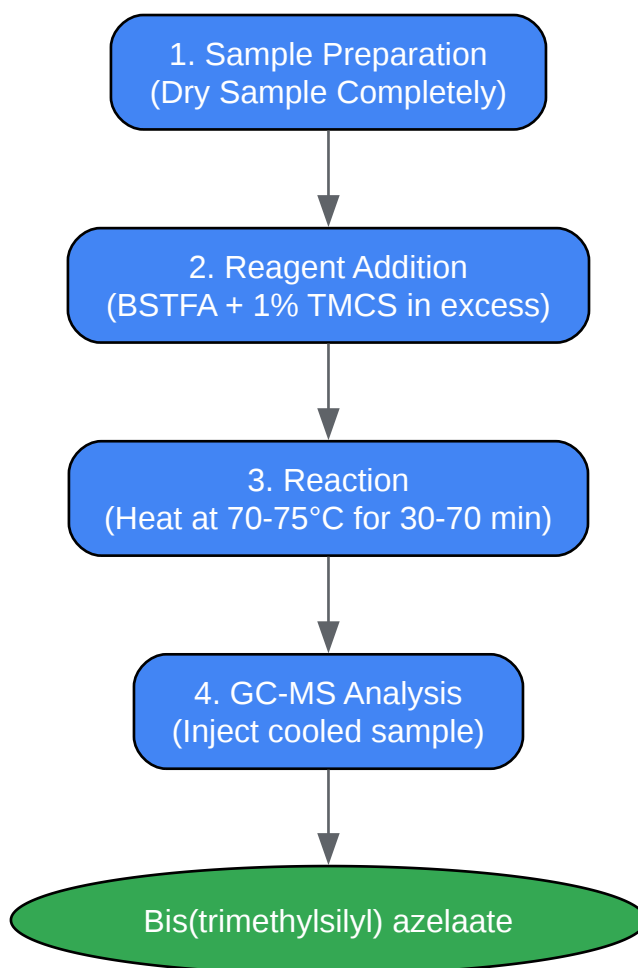 1. Sample Preparation
(Dry Sample Completely)
2. Reagent Addition
(BSTFA + 1% TMCS in excess)
3. Reaction
(Heat at 70-75°C for 30-70 min)
4. GC-MS Analysis
(Inject cooled sample)
Bis(trimethylsilyl) azelaate